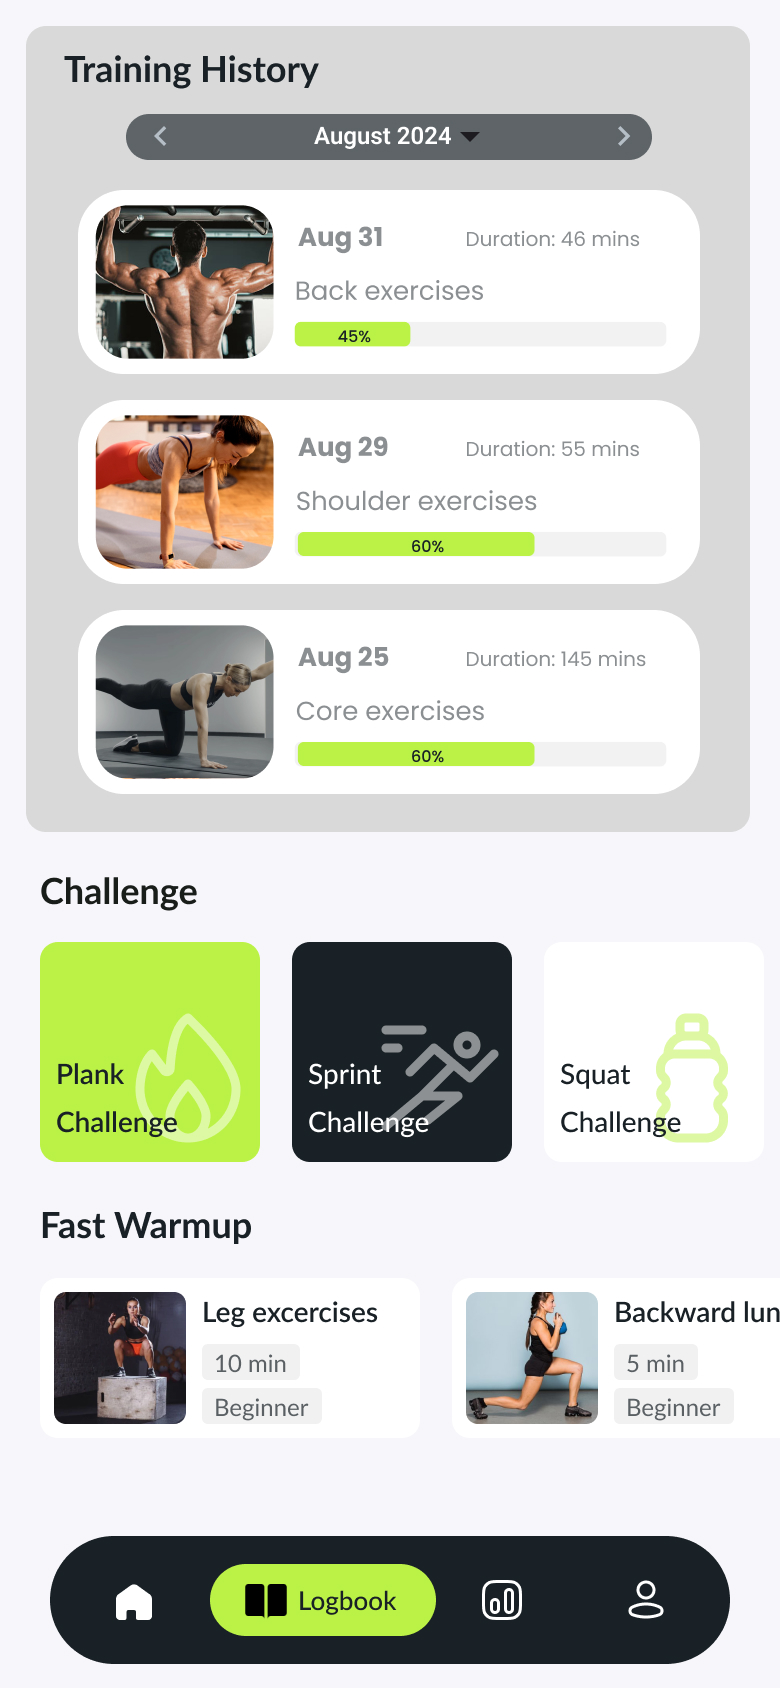 Training History
August 2024
Aug 31
Duration: 46 mins
Back exercises
45%
Aug 29
Duration: 55 mins
Shoulder exercises
60%
Aug 25
Duration: 145 mins
Core exercises
60%
Challenge
Plank
Challenge
Sprint
Challenge
Squat
Challenge
Fast Warmup
Leg excercises
10 min
Beginner
Backward lun
5 min
Beginner
Logbook